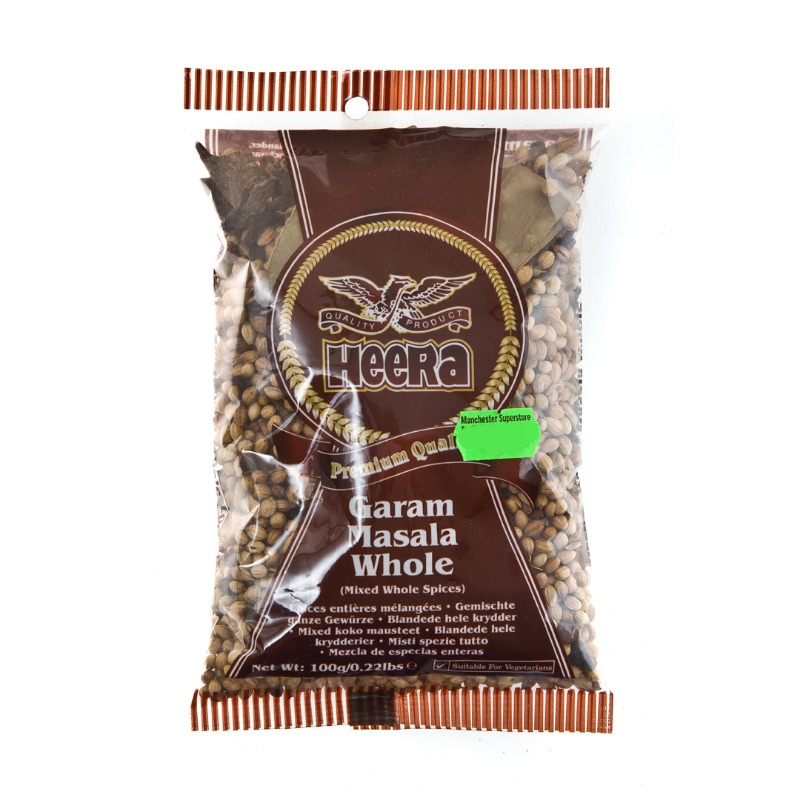 QUALITY PRODUCT
HEERA
Manchester Superstore
Premium
Garam
Masala
Whole
(Mixed Whole Spices)
entières mélangées • Gemischte
ganze Gewürze • Blandede hele krydder
• Mixed koko mausteet • Blandede hele
krydderier • Misti spezie tutto
• Mezcla de especias enteras
Net Wt: 100g/0.22lbs ℮
Suitable For Vegetarians